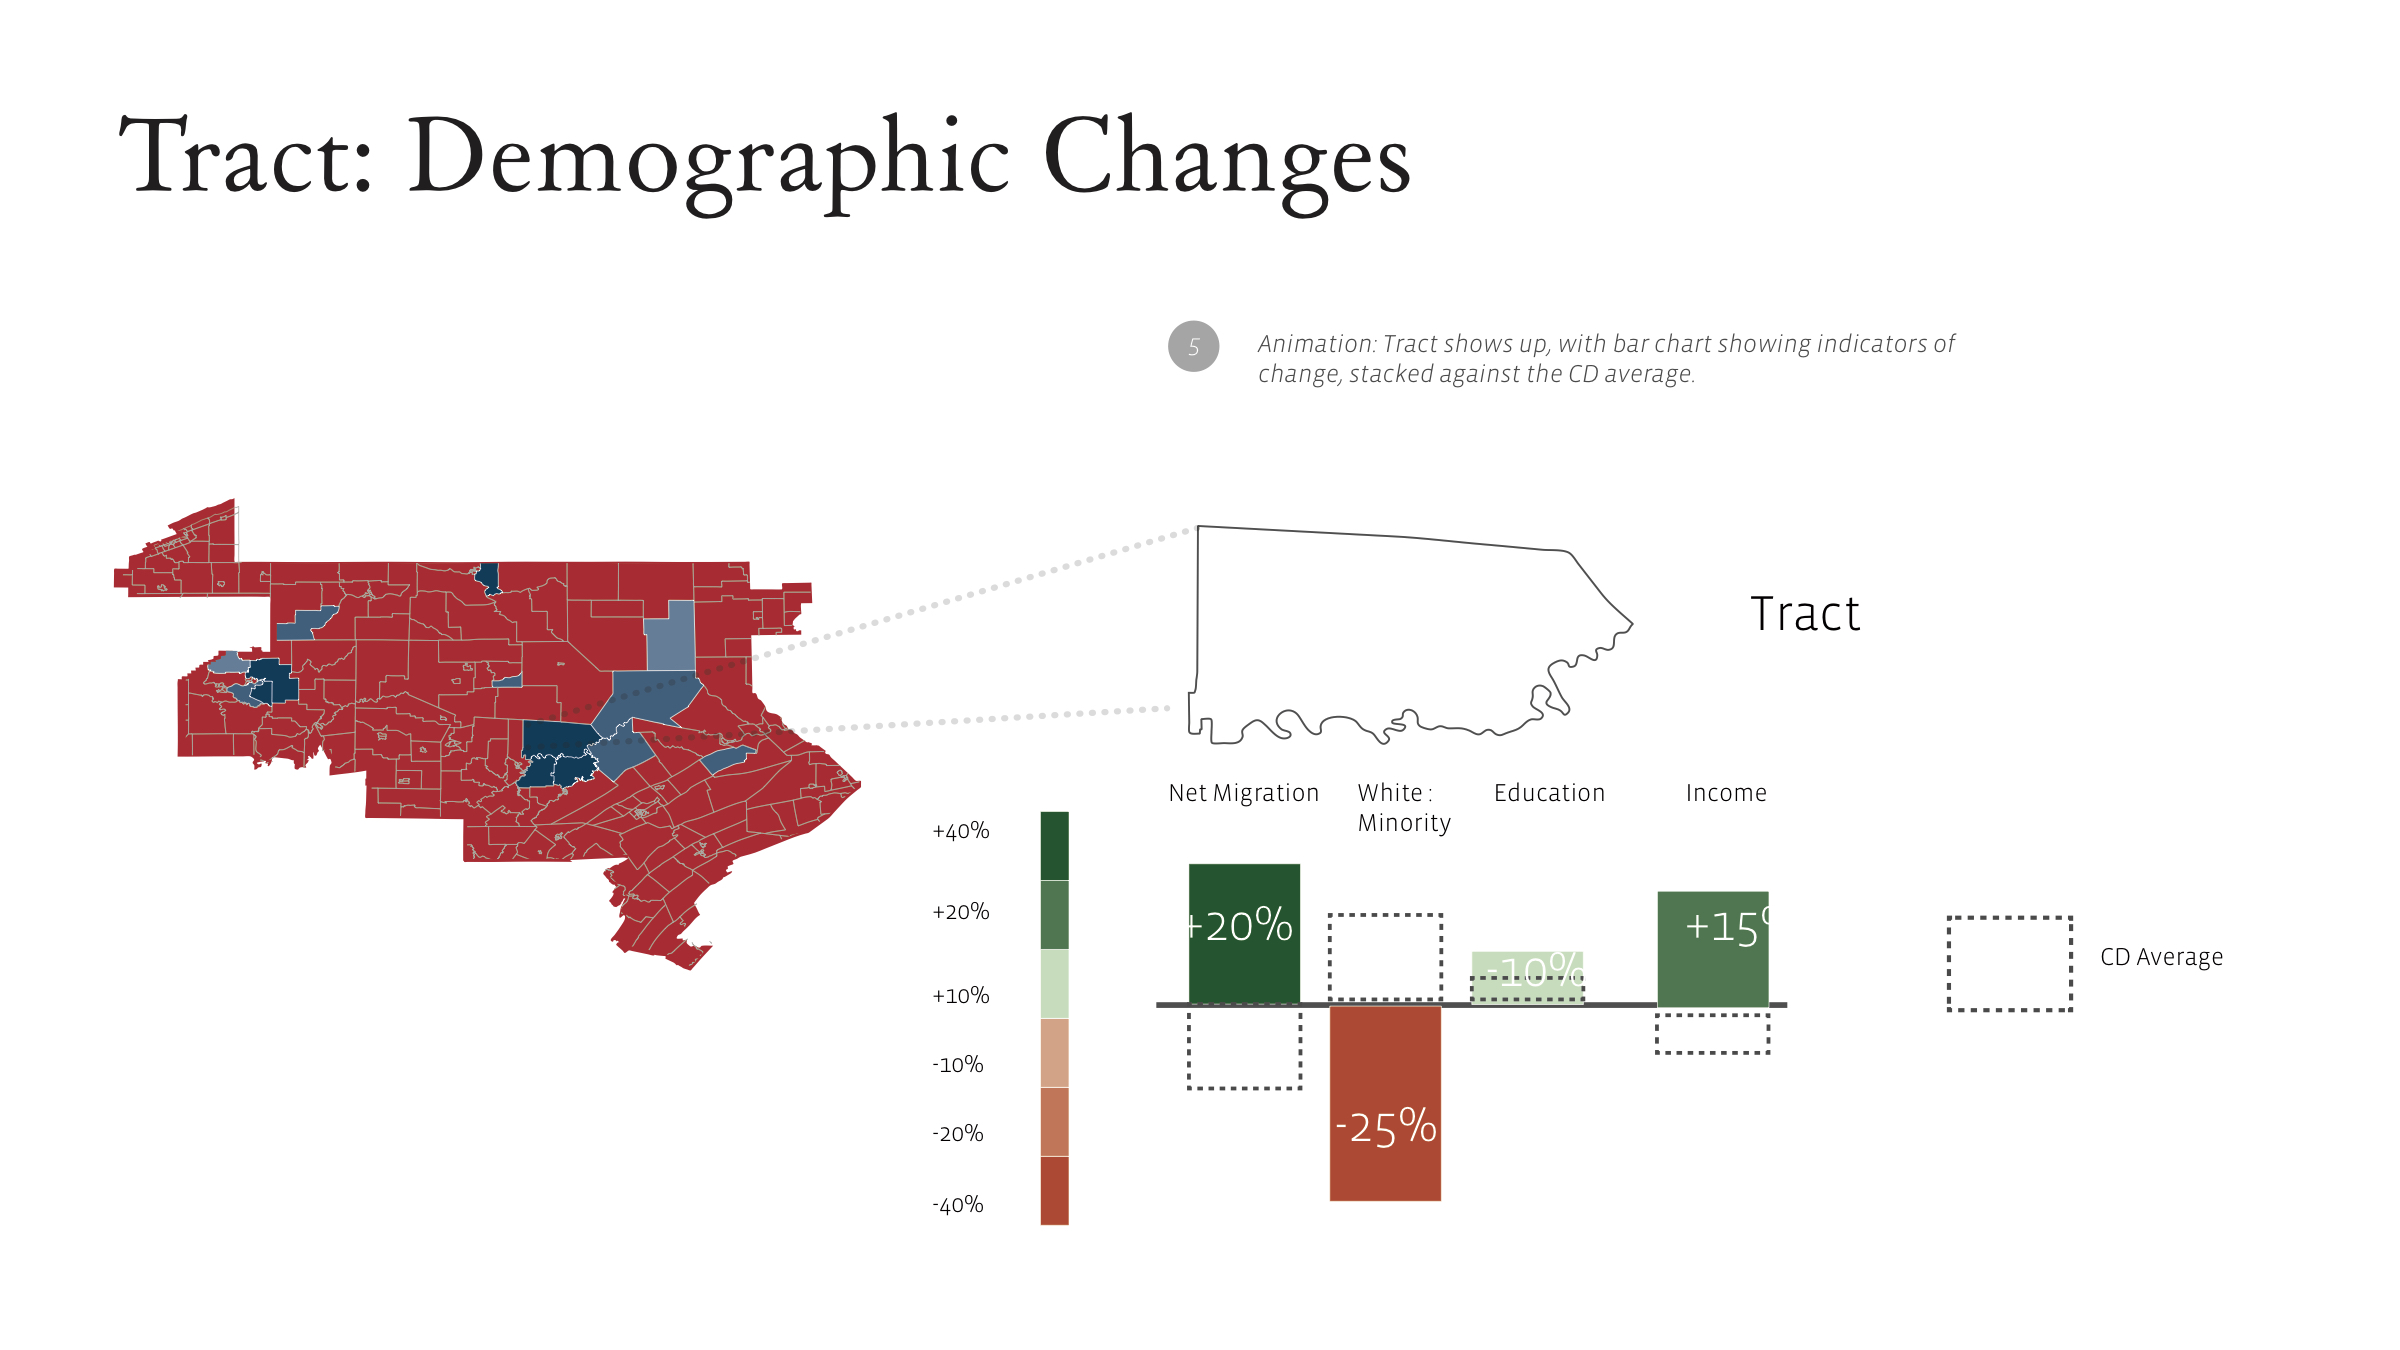 Tract: Demographic Changes
5
Animation: Tract shows up, with bar chart showing indicators of
change, stacked against the CD average.
Tract
Net Migration
White :
Minority
Education
Income
+40%
+20%
+10%
-10%
-20%
-40%
+20%
-25%
-10%
+15%
CD Average